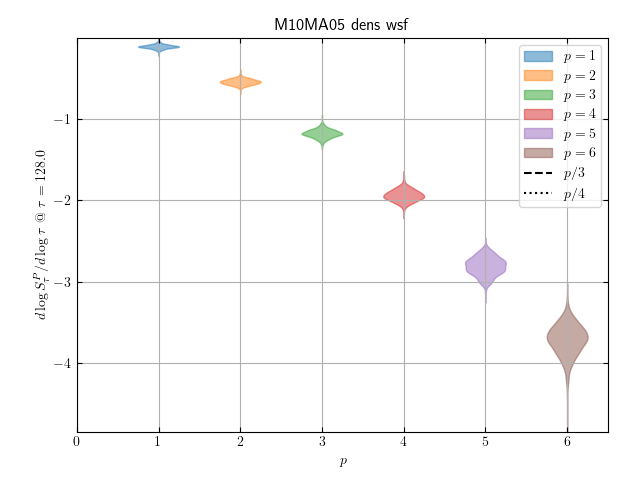 M10MA05 dens wsf
d log S_τ^P / d log τ @ τ = 128.0
−1
−2
−3
−4
0 1 2 3 4 5 6
p
p = 1
p = 2
p = 3
p = 4
p = 5
p = 6
p/3
p/4